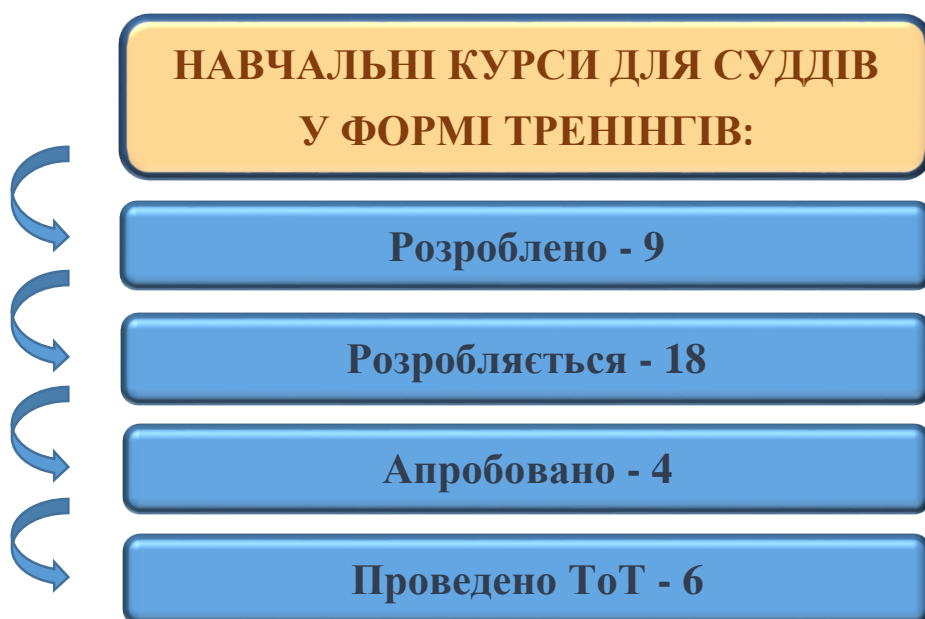 НАВЧАЛЬНІ КУРСИ ДЛЯ СУДДІВ
У ФОРМІ ТРЕНІНГІВ:
Розроблено - 9
Розробляється - 18
Апробовано - 4
Проведено ТоТ - 6